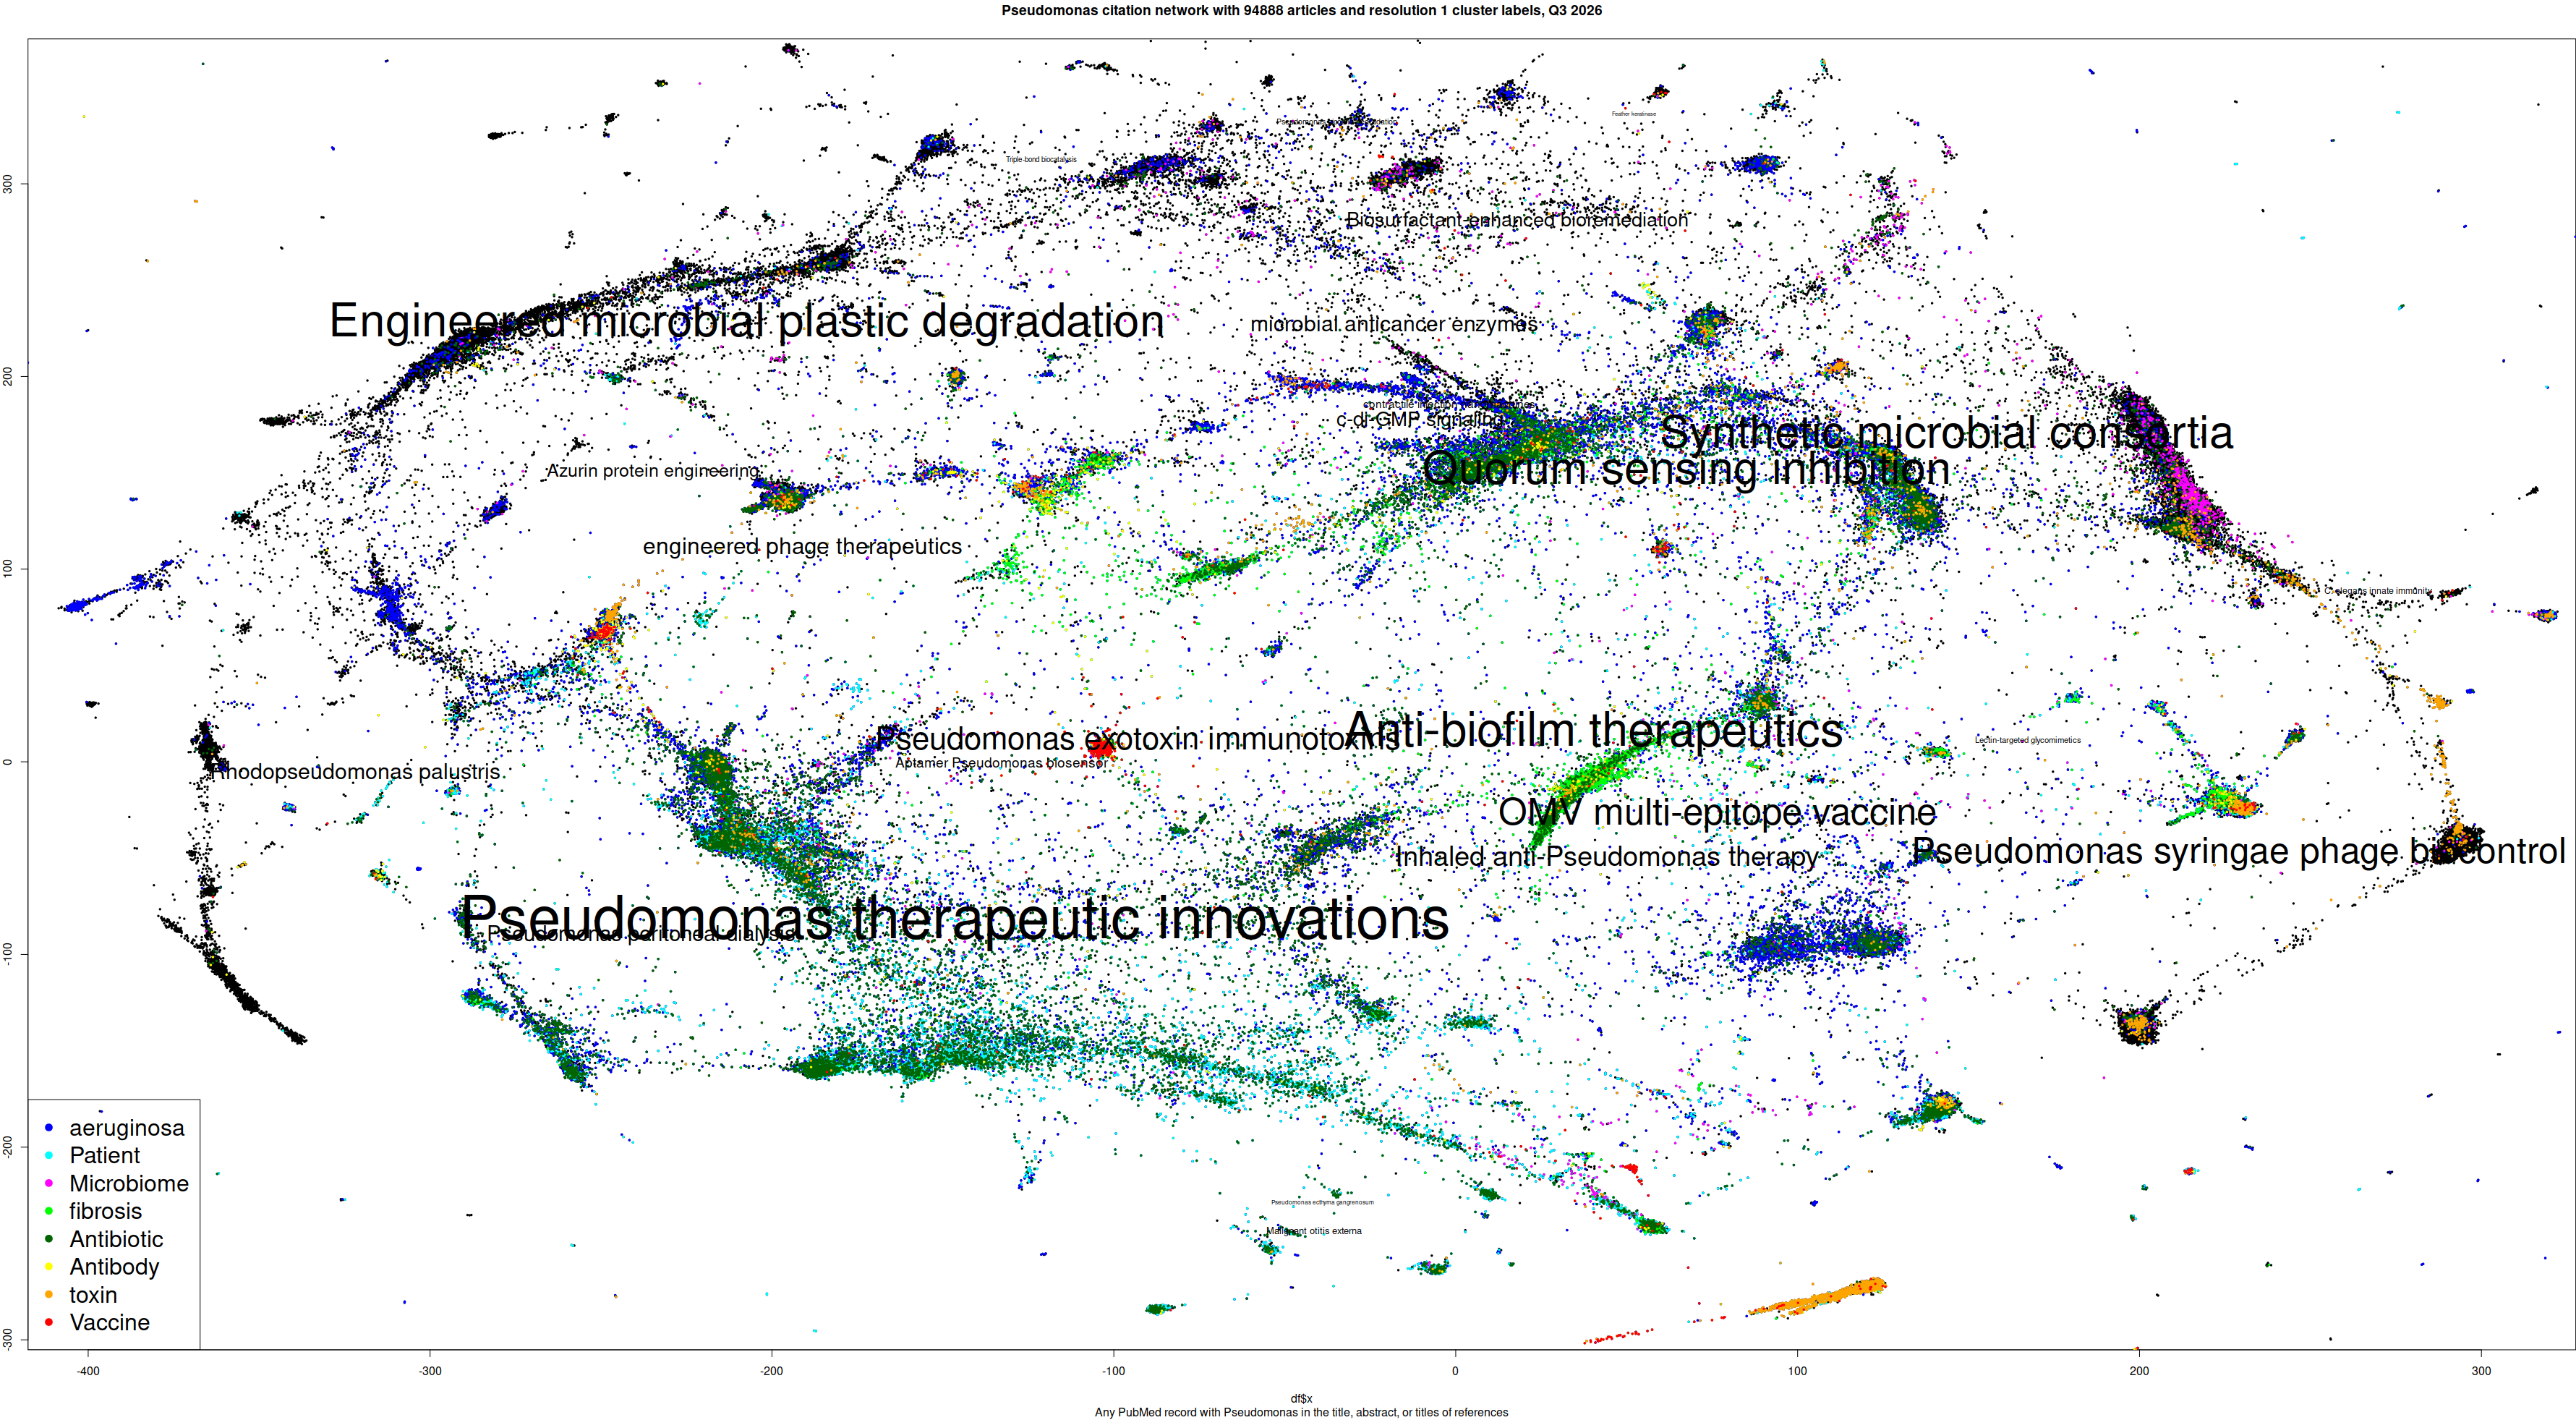 Pseudomonas citation network with 94888 articles and resolution 1 cluster labels, Q3 2026
Feather keratinase
Triple-bond biocatalysis
Biosurfactant-enhanced bioremediation
Engineered microbial plastic degradation
microbial anticancer enzymes
c-di-GMP signaling
Synthetic microbial consortia
Quorum sensing inhibition
Azurin protein engineering
engineered phage therapeutics
C. elegans innate immunity
Anti-biofilm therapeutics
Pseudomonas exotoxin immunotoxins
Lectin-targeted glycomimetics
Aptamer Pseudomonas biosensor
Rhodopseudomonas palustris
OMV multi-epitope vaccine
Inhaled anti-Pseudomonas therapy
Pseudomonas syringae phage biocontrol
Pseudomonas therapeutic innovations
Pseudomonas peritoneal dialysis
Pseudomonas ecthyma gangrenosum
Malignant otitis externa
aeruginosa
Patient
Microbiome
fibrosis
Antibiotic
Antibody
toxin
Vaccine
300
200
100
0
-100
-200
-300
-400
-300
-200
-100
0
100
200
300
df$x
Any PubMed record with Pseudomonas in the title, abstract, or titles of references